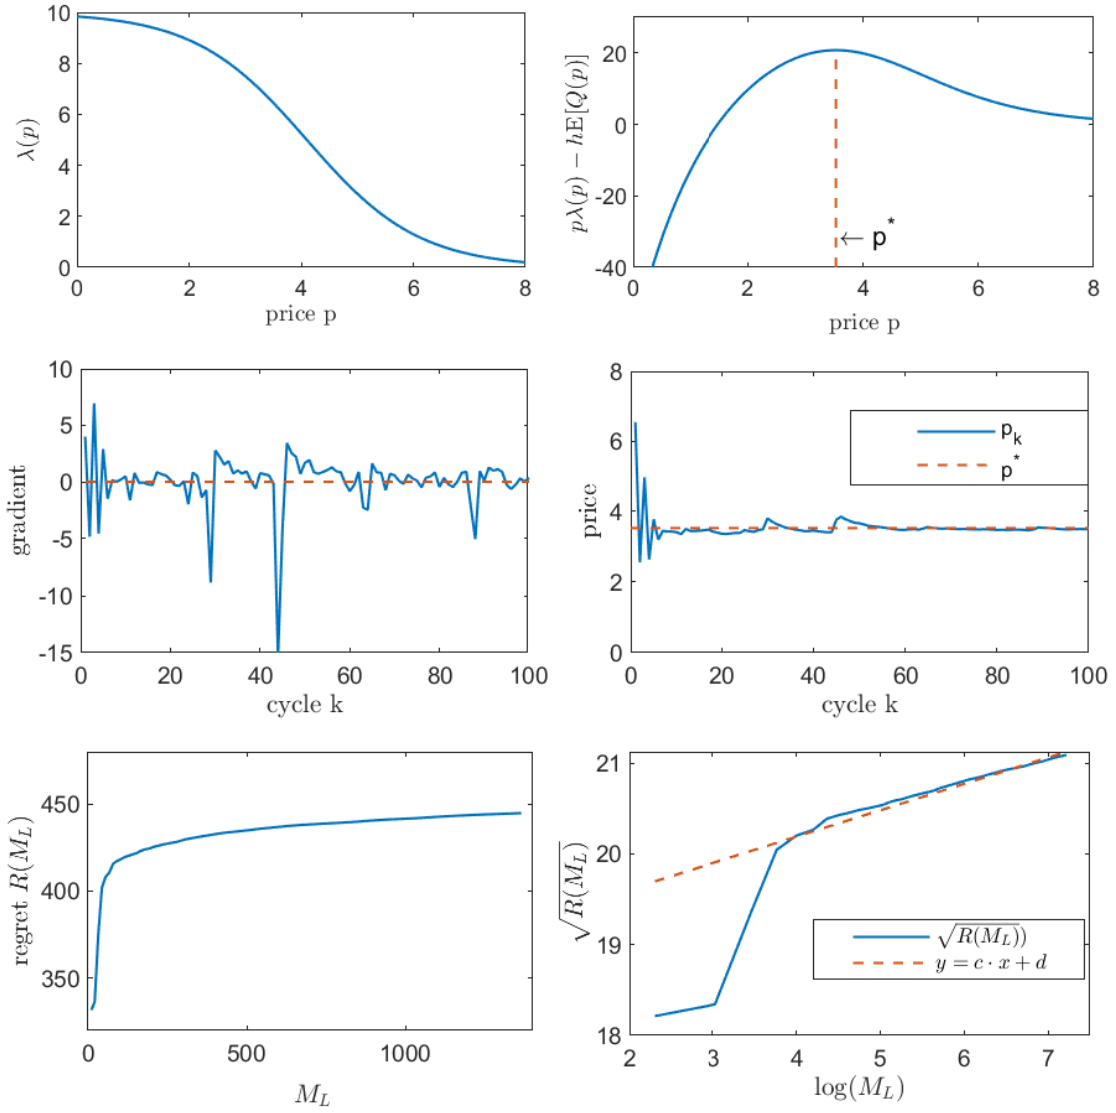 10
8
6
4
2
0
λ(p)
0 2 4 6 8
price p
20
0
-20
-40
pλ(p) − hE[Q(p)]
← p*
0 2 4 6 8
price p
10
5
0
-5
-10
-15
gradient
0 20 40 60 80 100
cycle k
8
6
4
2
0
price
p_k
p*
0 20 40 60 80 100
cycle k
450
400
350
regret R(M_L)
0 500 1000
M_L
21
20
19
18
√R(M_L)
√R(M_L))
y = c · x + d
2 3 4 5 6 7
log(M_L)